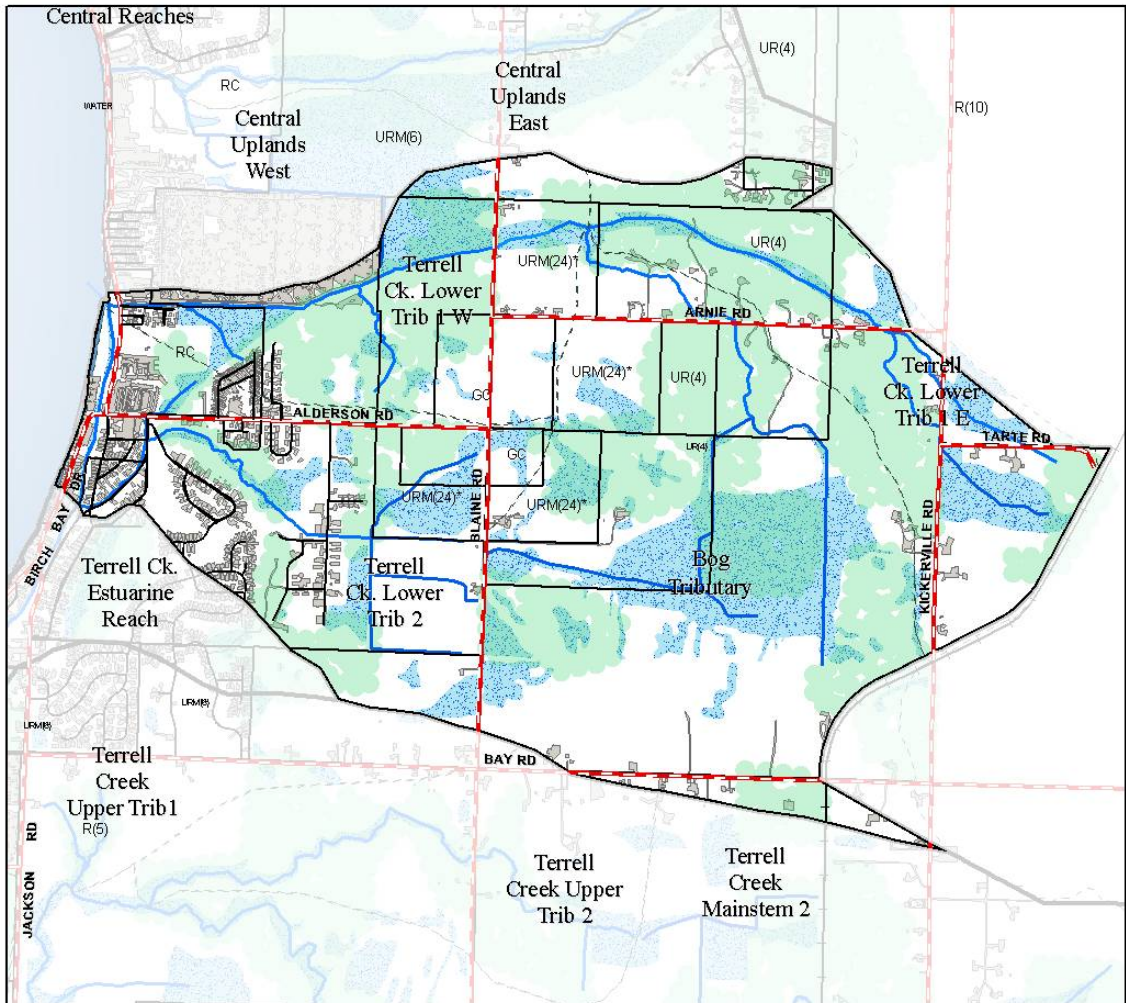 Central Reaches
UR(4)
Central
Uplands
East
RC
WATER
R(10)
Central
Uplands
West
URM(6)
UR(4)
URM(24)*
Terrell
Ck. Lower
Trib 1 W
ARNIE RD
RC
URM(24)*
UR(4)
Terrell
Ck. Lower
Trib 1 E
GC
ALDERSON RD
TARTE RD
UR(4)
GC
URM(24)*
URM(24)*
BLAINE RD
BIRCH BAY DR
KICKERVILLE RD
Terrell Ck.
Estuarine
Reach
Terrell
Ck. Lower
Trib 2
Bog
Tributary
URM(6)
URM(6)
Terrell
Creek
Upper Trib1
BAY RD
R(5)
JACKSON RD
Terrell
Creek Upper
Trib 2
Terrell
Creek
Mainstem 2